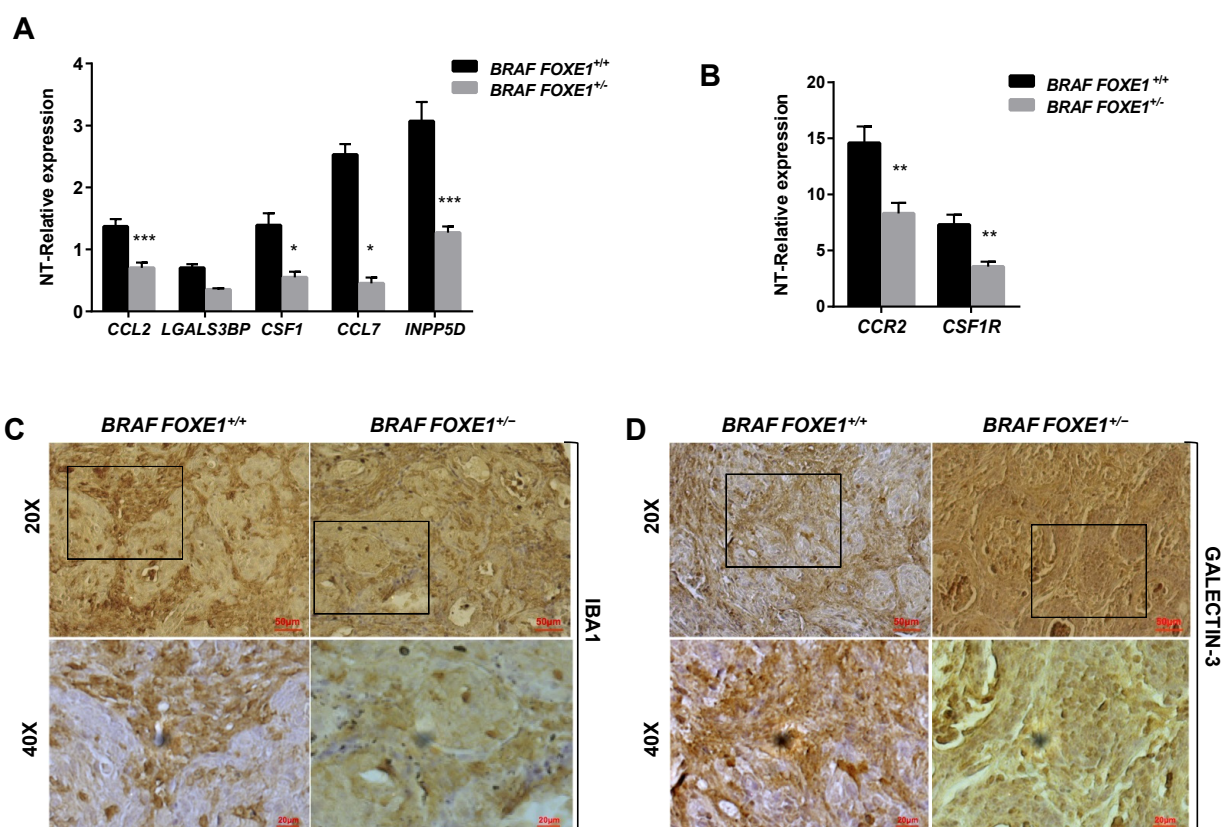 A
NT-Relative expression
4
3
2
1
0
BRAF FOXE1+/+
BRAF FOXE1+/-
***
*
*
***
CCL2 LGALS3BP CSF1 CCL7 INPP5D
B
NT-Relative expression
20
15
10
5
0
BRAF FOXE1 +/+
BRAF FOXE1+/-
**
**
CCR2 CSF1R
C
BRAF FOXE1+/+ BRAF FOXE1+/−
20X
50µm 50µm
40X
20µm 20µm
IBA1
D
BRAF FOXE1+/+ BRAF FOXE1+/−
20X
50µm 50µm
40X
20µm 20µm
GALECTIN-3